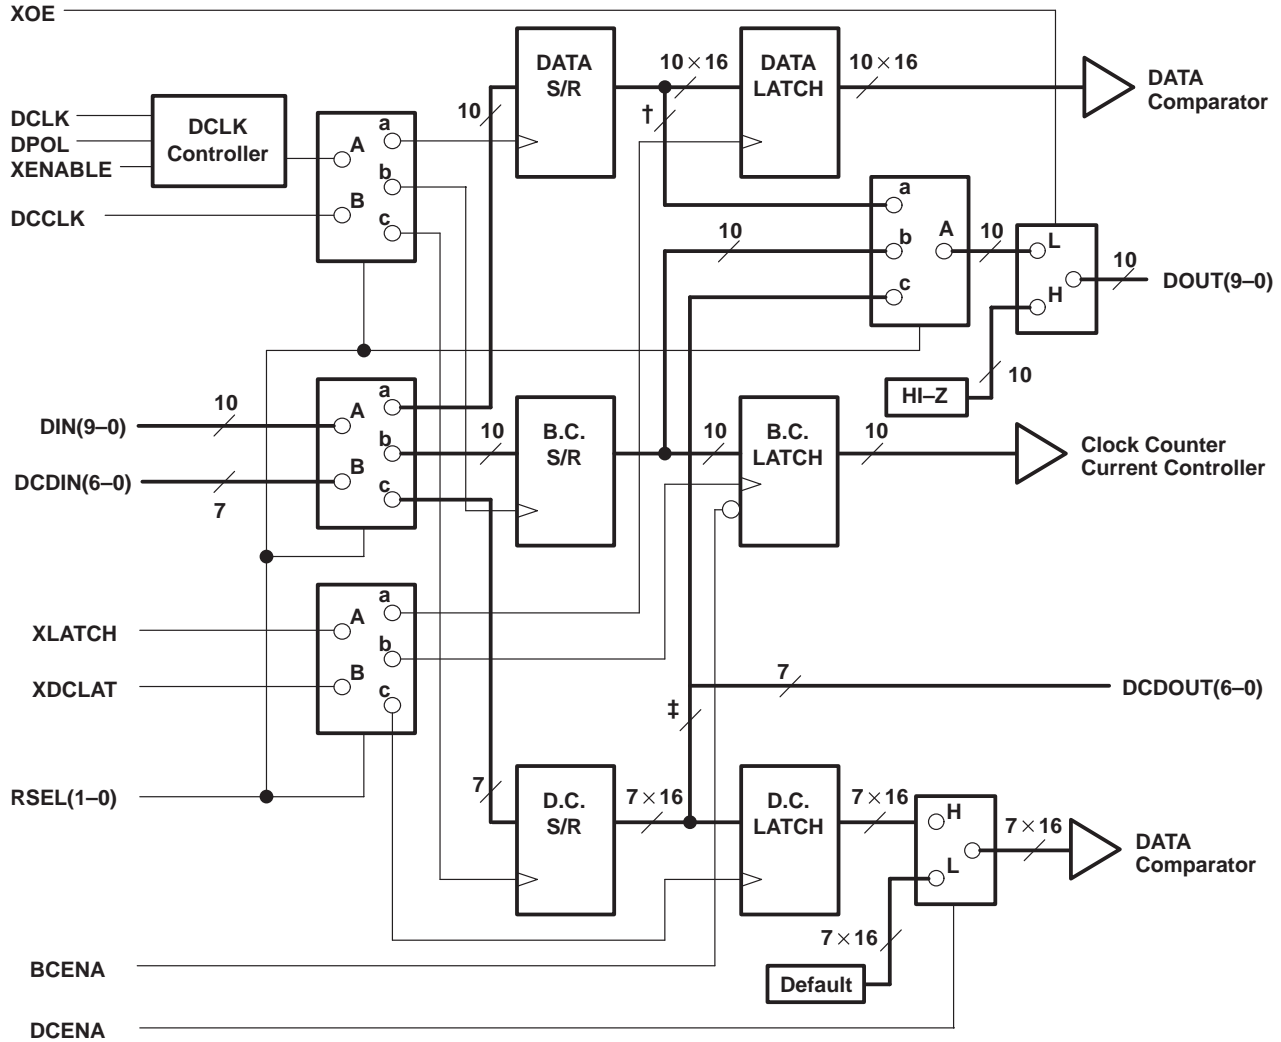 XOE
DATA
S/R
10 × 16
DATA
LATCH
10 × 16
DATA
Comparator
10
†
DCLK
DPOL
XENABLE
DCLK
Controller
DCCLK
A
B
a
b
c
a
b
c
A
10
10
L
H
10
DOUT(9–0)
10
HI–Z
DIN(9–0)
10
DCDIN(6–0)
7
A
B
a
b
c
10
B.C.
S/R
10
B.C.
LATCH
10
Clock Counter
Current Controller
XLATCH
XDCLAT
A
B
a
b
c
7
DCDOUT(6–0)
‡
RSEL(1–0)
7
D.C.
S/R
7 × 16
D.C.
LATCH
7 × 16
H
L
7 × 16
DATA
Comparator
7 × 16
Default
BCENA
DCENA